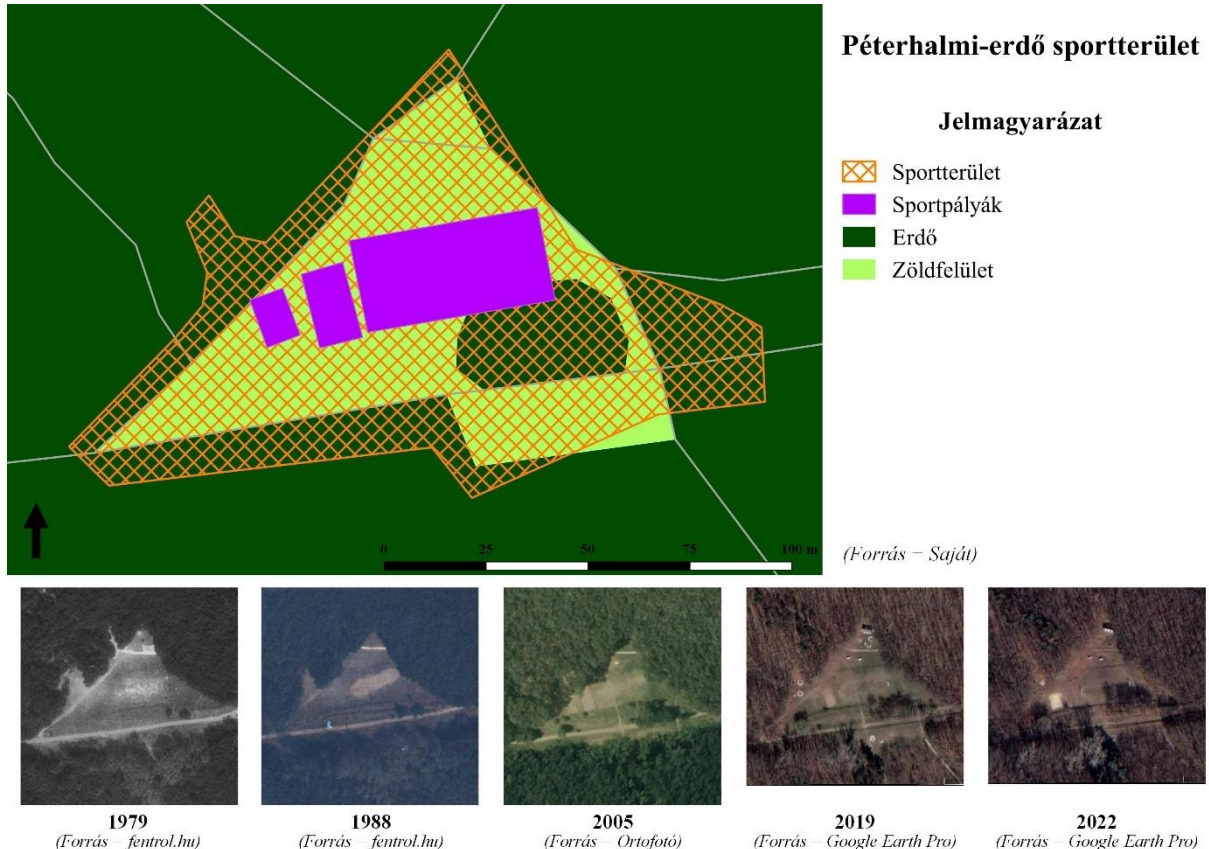 Péterhalmi-erdő sportterület
Jelmagyarázat
Sportterület
Sportpályák
Erdő
Zöldfelület
0 25 50 75 100 m
(Forrás – Saját)
1979
(Forrás – fentrol.hu)
1988
(Forrás – fentrol.hu)
2005
(Forrás – Ortofotó)
2019
(Forrás – Google Earth Pro)
2022
(Forrás – Google Earth Pro)